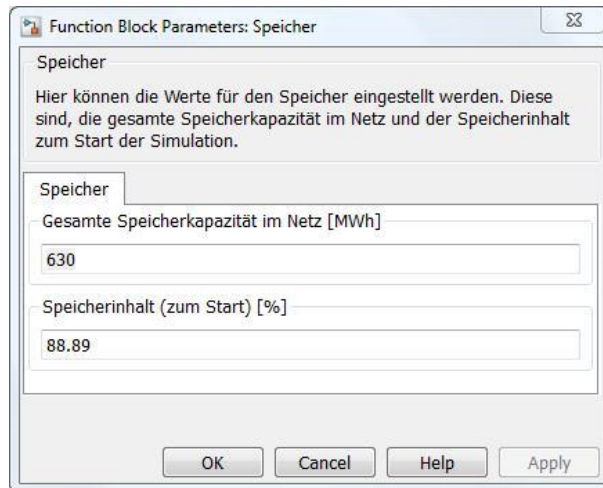 Function Block Parameters: Speicher
Speicher
Hier können die Werte für den Speicher eingestellt werden. Diese
sind, die gesamte Speicherkapazität im Netz und der Speicherinhalt
zum Start der Simulation.
Speicher
Gesamte Speicherkapazität im Netz [MWh]
630
Speicherinhalt (zum Start) [%]
88.89
OK Cancel Help Apply